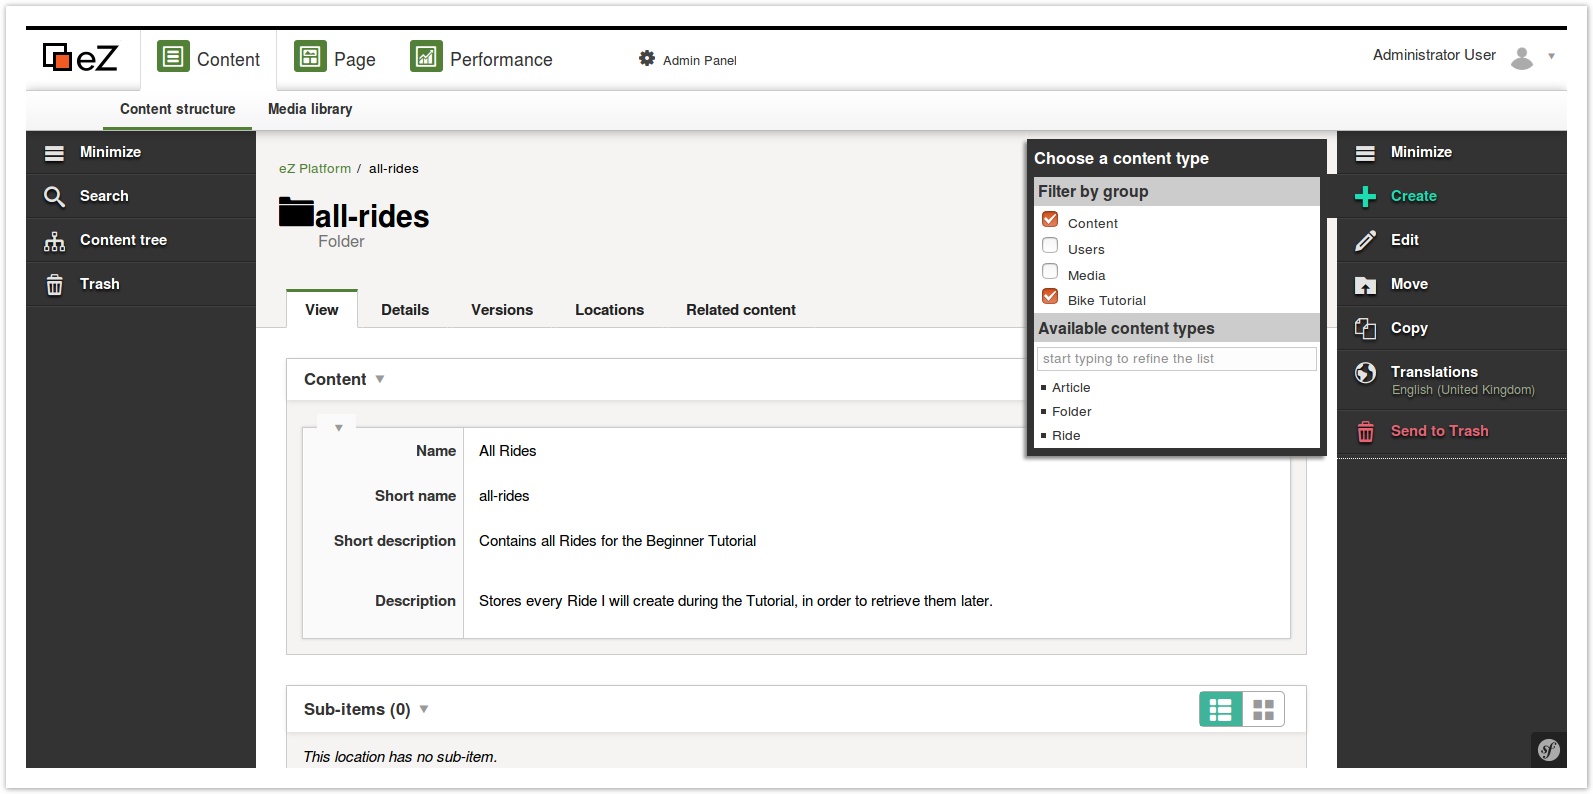 eZ
Content
Page
Performance
Admin Panel
Administrator User
Content structure
Media library
Minimize
Search
Content tree
Trash
eZ Platform / all-rides
all-rides
Folder
View
Details
Versions
Locations
Related content
Content
Name
All Rides
Short name
all-rides
Short description
Contains all Rides for the Beginner Tutorial
Description
Stores every Ride I will create during the Tutorial, in order to retrieve them later.
Sub-items (0)
This location has no sub-item.
Choose a content type
Filter by group
Content
Users
Media
Bike Tutorial
Available content types
start typing to refine the list
Article
Folder
Ride
Minimize
Create
Edit
Move
Copy
Translations
English (United Kingdom)
Send to Trash
sf